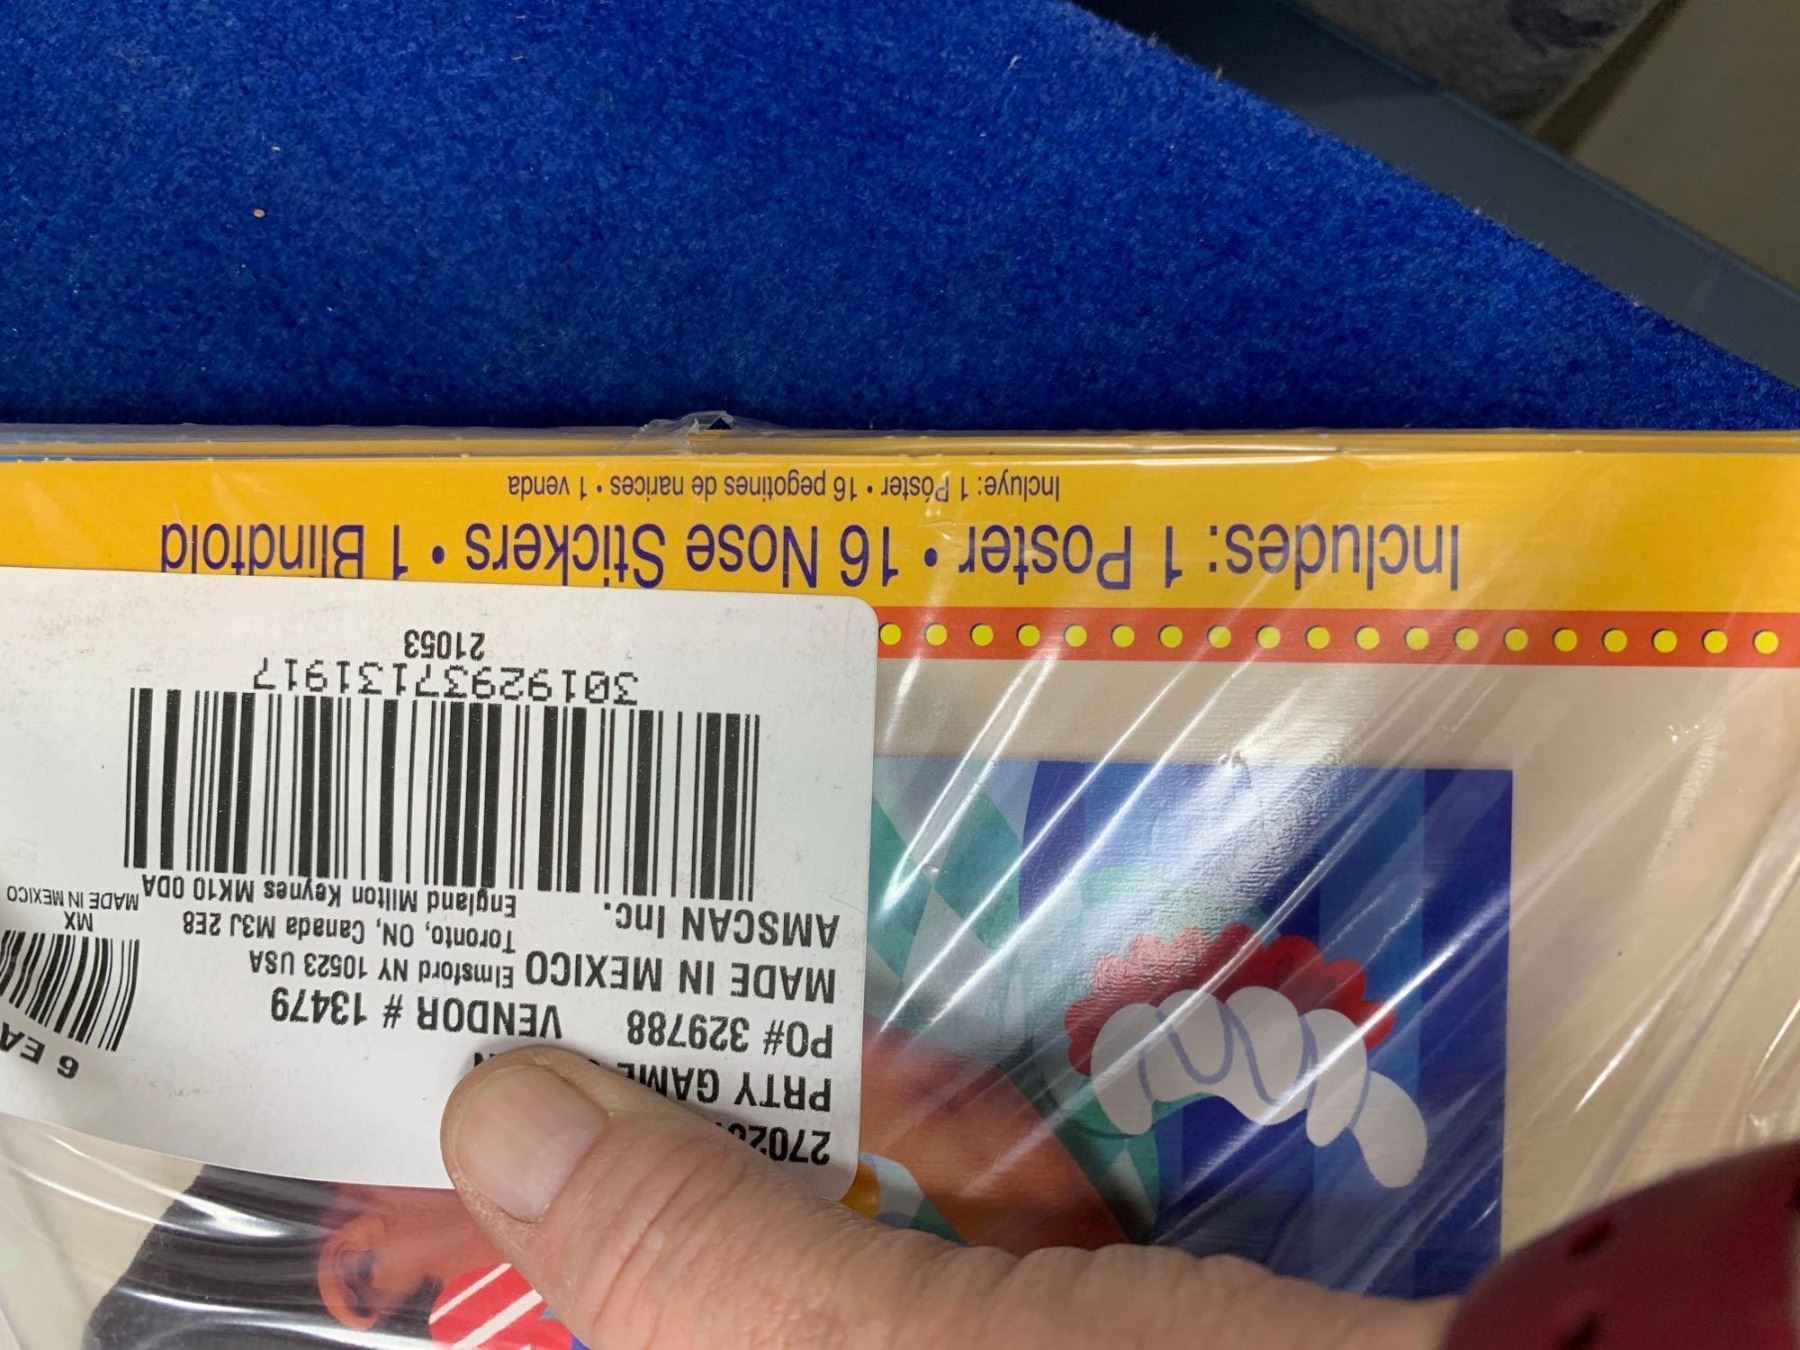 Includes: 1 Poster • 16 Nose Stickers • 1 Blindfold
Incluye: 1 Póster • 16 pegotines de narices • 1 venda
PRTY GAME
PO# 329788 VENDOR # 13479
MADE IN MEXICO Elmsford NY 10523 USA
Toronto, ON, Canada M3J 2E8
AMSCAN Inc. England Milton Keynes MK10 0DA
30192937131917
21053
6 EA
MX
MADE IN MEXICO